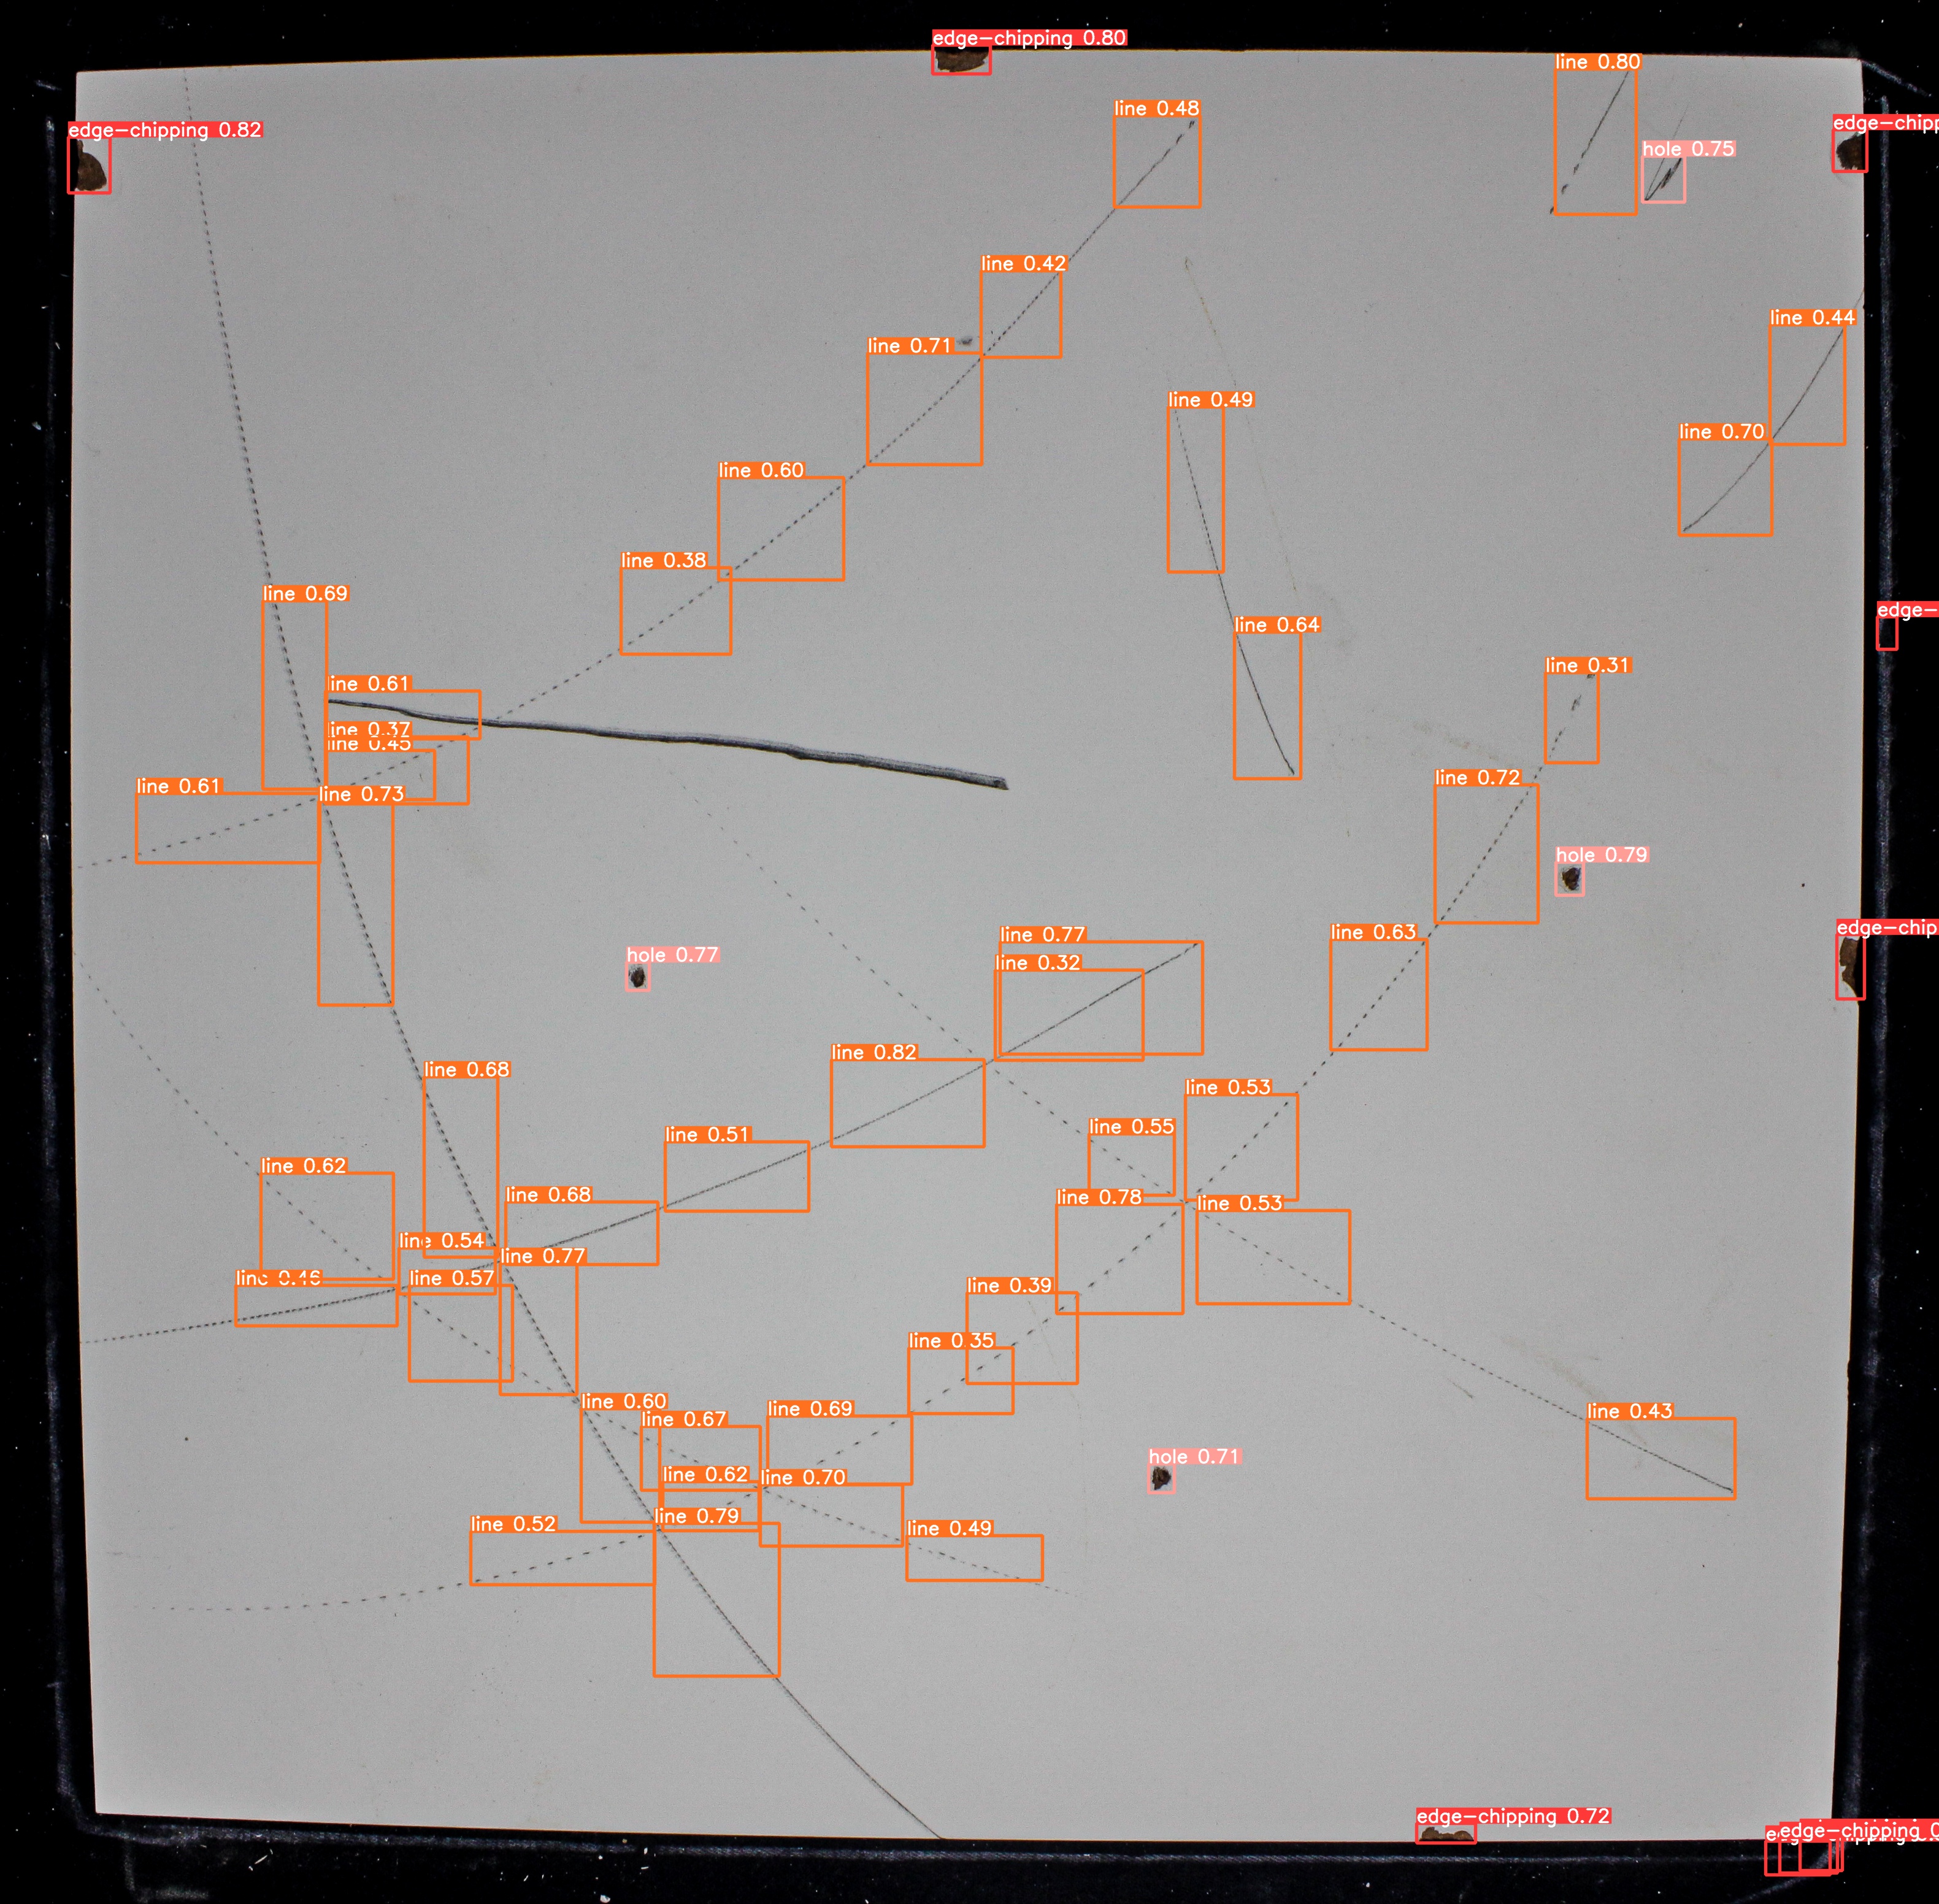 edge-chipping 0.80
line 0.80
line 0.48
edge-chipp
edge-chipping 0.82
hole 0.75
line 0.42
line 0.44
line 0.71
line 0.49
line 0.70
line 0.60
line 0.38
line 0.69
edge-
line 0.64
line 0.31
line 0.61
line 0.37
line 0.45
line 0.72
line 0.61
line 0.73
hole 0.79
edge-chip
line 0.77
line 0.63
hole 0.77
line 0.32
line 0.82
line 0.68
line 0.53
line 0.55
line 0.51
line 0.62
line 0.68
line 0.78
line 0.53
line 0.54
line 0.77
line 0.46
line 0.57
line 0.39
line 0.35
line 0.60
line 0.69
line 0.43
line 0.67
hole 0.71
line 0.62
line 0.70
line 0.79
line 0.52
line 0.49
edge-chipping 0.72
edge-chipping 0